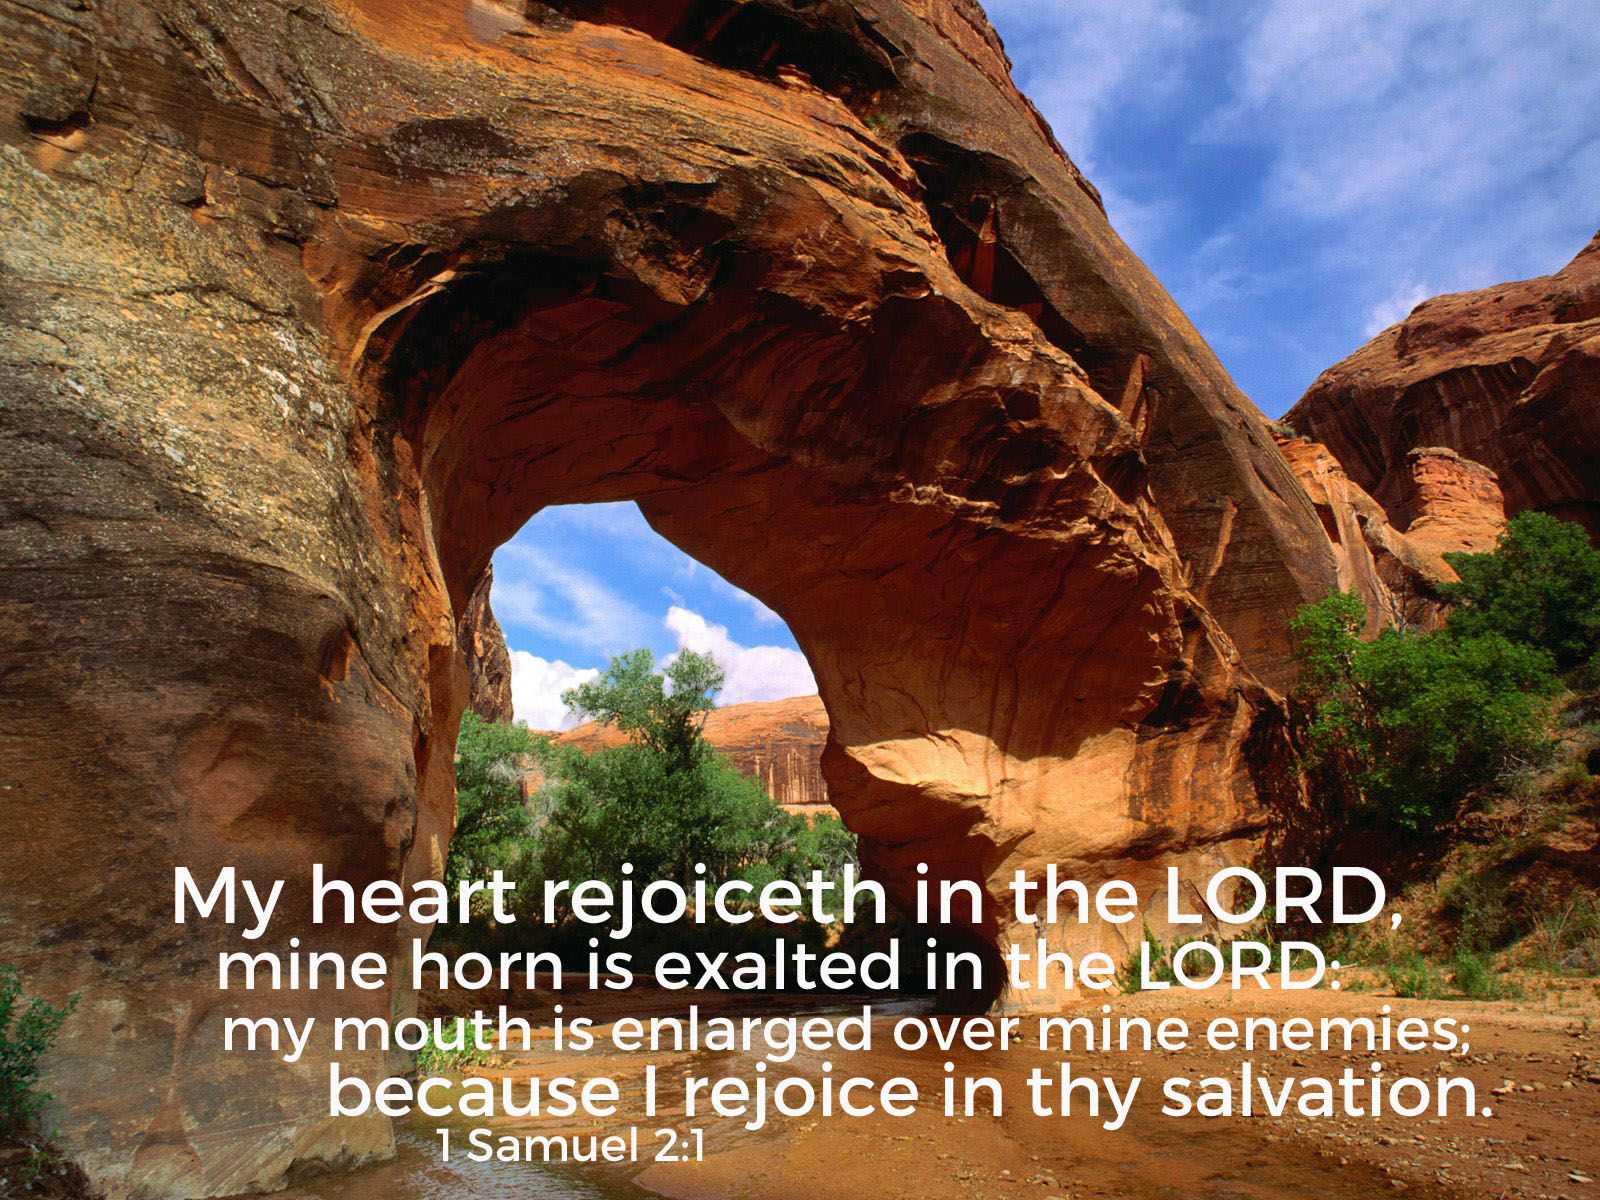 My heart rejoiceth in the LORD,
mine horn is exalted in the LORD:
my mouth is enlarged over mine enemies;
because I rejoice in thy salvation.
1 Samuel 2:1